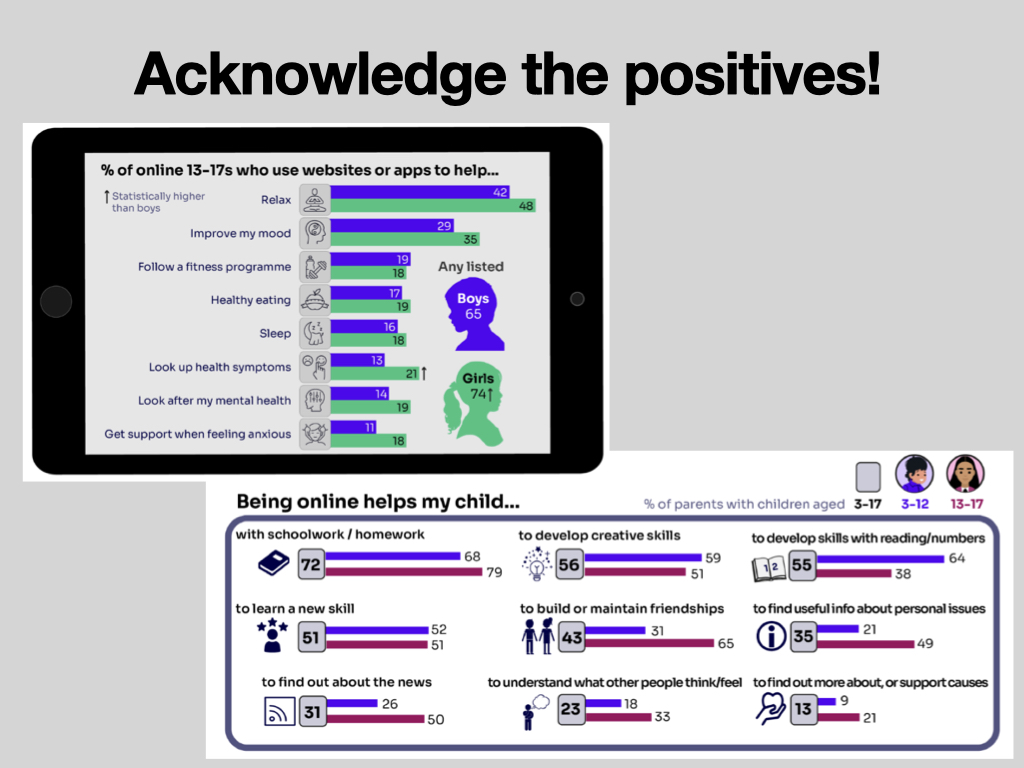 Acknowledge the positives!
% of online 13-17s who use websites or apps to help...
↑ Statistically higher
than boys
Relax
42
48
Improve my mood
29
35
Follow a fitness programme
19
18
Healthy eating
17
19
Sleep
16
18
Look up health symptoms
13
21 ↑
Look after my mental health
14
19
Get support when feeling anxious
11
18
Any listed
Boys
65
Girls
74↑
Being online helps my child...
% of parents with children aged 3-17 3-12 13-17
with schoolwork / homework
72
68
79
to develop creative skills
56
59
51
to develop skills with reading/numbers
1 2
55
64
38
to learn a new skill
51
52
51
to build or maintain friendships
43
31
65
to find useful info about personal issues
35
21
49
to find out about the news
31
26
50
to understand what other people think/feel
23
18
33
to find out more about, or support causes
13
9
21